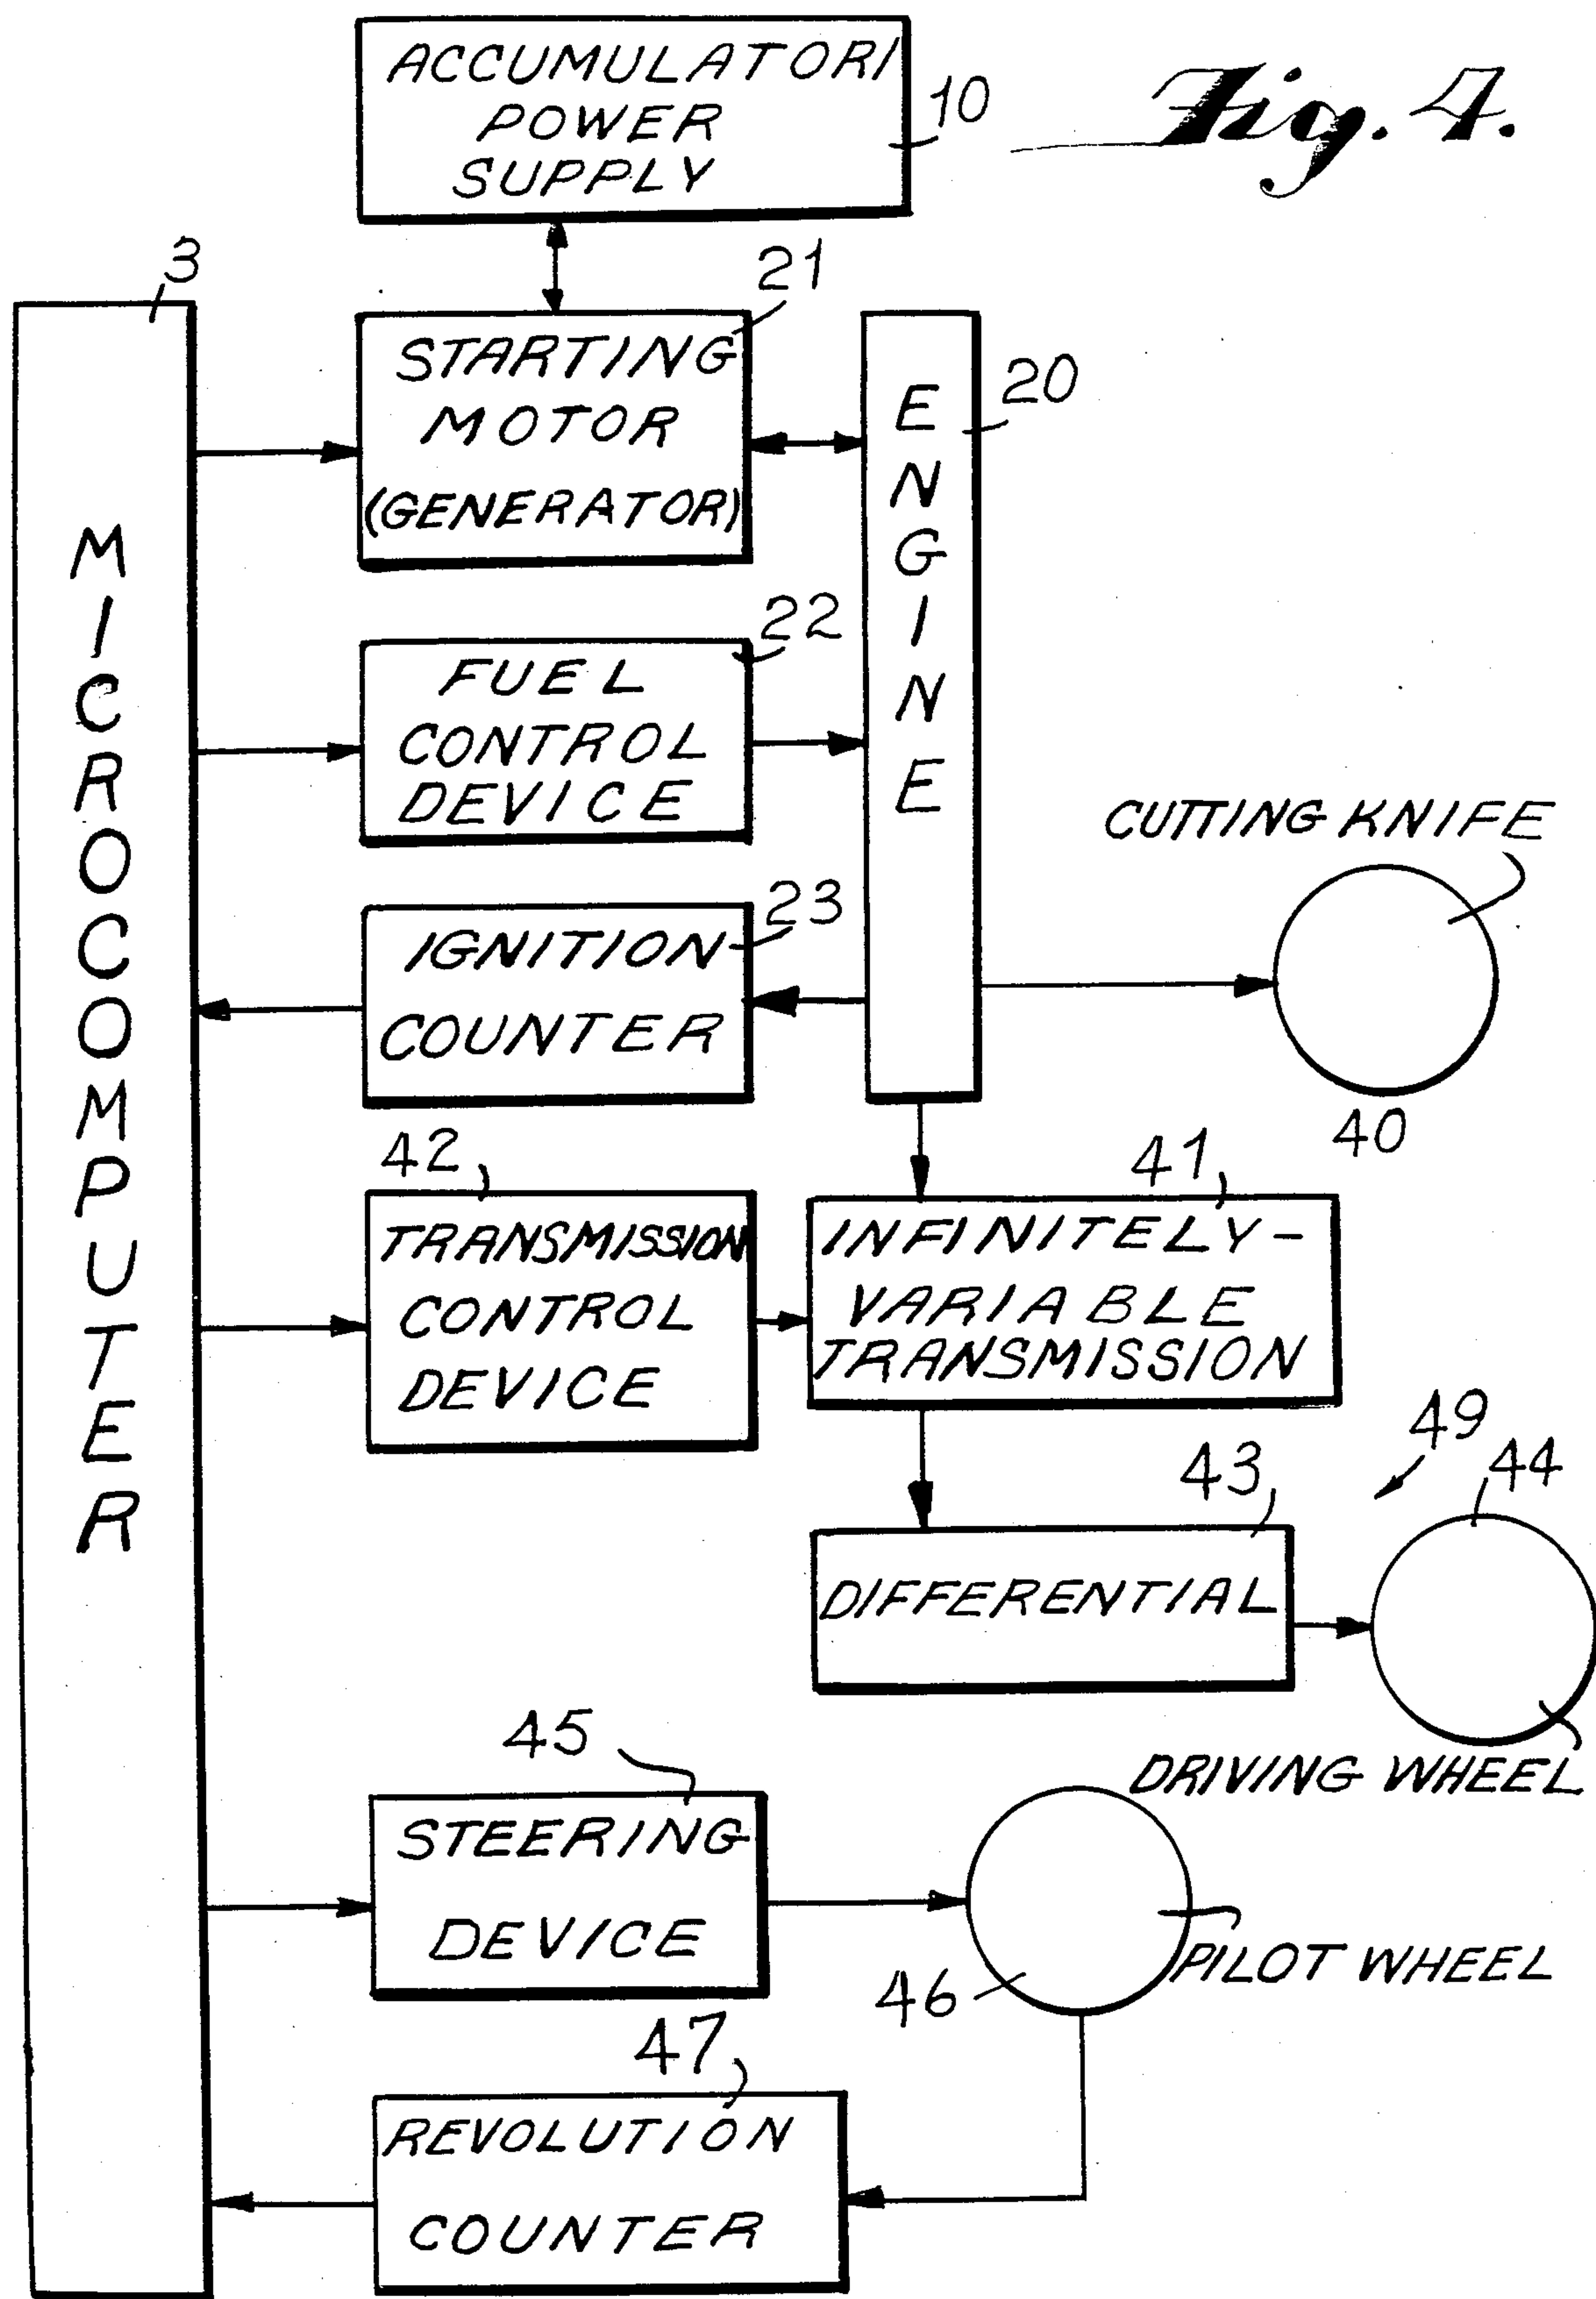 Fig. 4.
ACCUMULATOR/
POWER
SUPPLY
10
3
MICROCOMPUTER
21
STARTING
MOTOR
(GENERATOR)
20
ENGINE
22
FUEL
CONTROL
DEVICE
23
IGNITION
COUNTER
CUTTING KNIFE
40
42
TRANSMISSION
CONTROL
DEVICE
41
INFINITELY-
VARIABLE
TRANSMISSION
49
43
44
DIFFERENTIAL
DRIVING WHEEL
45
STEERING
DEVICE
46
PILOT WHEEL
47
REVOLUTION
COUNTER